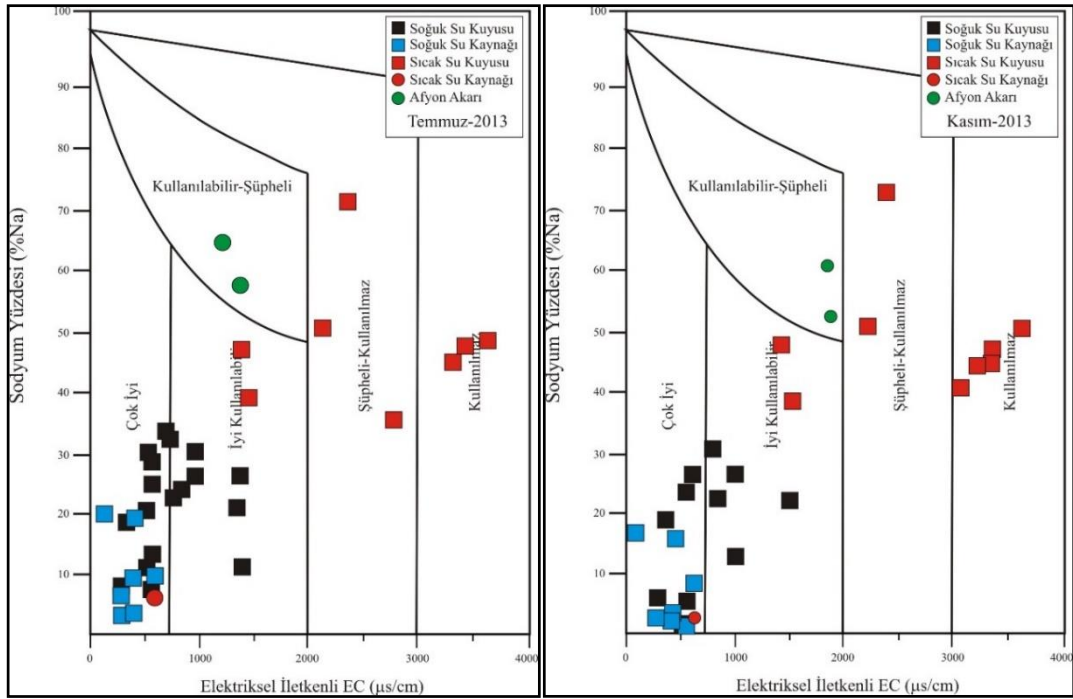 100
90
80
70
60
50
40
30
20
10
Sodyum Yüzdesi (%Na)
Soğuk Su Kuyusu
Soğuk Su Kaynağı
Sıcak Su Kuyusu
Sıcak Su Kaynağı
Afyon Akarı
Temmuz-2013
Kullanılabilir-Şüpheli
Çok İyi
İyi Kullanılabilir
Şüpheli-Kullanılmaz
Kullanılmaz
0 1000 2000 3000 4000
Elektriksel İletkenli EC (µs/cm)
100
90
80
70
60
50
40
30
20
10
Sodyum Yüzdesi (%Na)
Soğuk Su Kuyusu
Soğuk Su Kaynağı
Sıcak Su Kuyusu
Sıcak Su Kaynağı
Afyon Akarı
Kasım-2013
Kullanılabilir-Şüpheli
Çok İyi
İyi Kullanılabilir
Şüpheli-Kullanılmaz
Kullanılmaz
0 1000 2000 3000 4000
Elektriksel İletkenli EC (µs/cm)